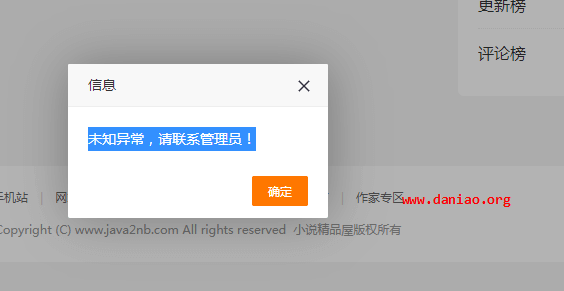 更新榜
评论榜
信息
未知异常，请联系管理员！
确定
手机站 | 网 | 作家专区
www.daniao.org
Copyright (C) www.java2nb.com All rights reserved 小说精品屋版权所有